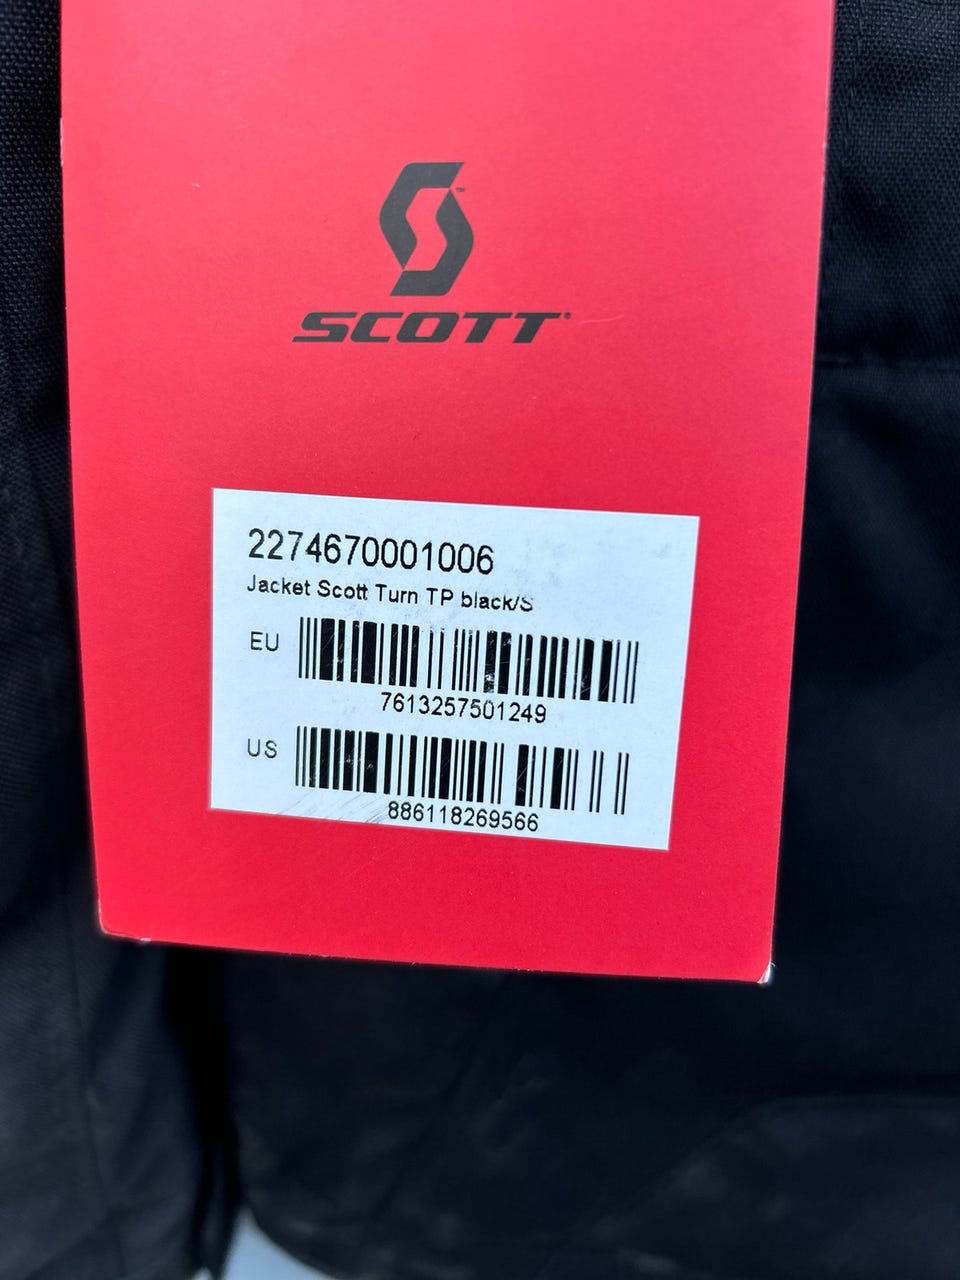 SCOTT
2274670001006
Jacket Scott Turn TP black/S
EU
7613257501249
US
886118269566